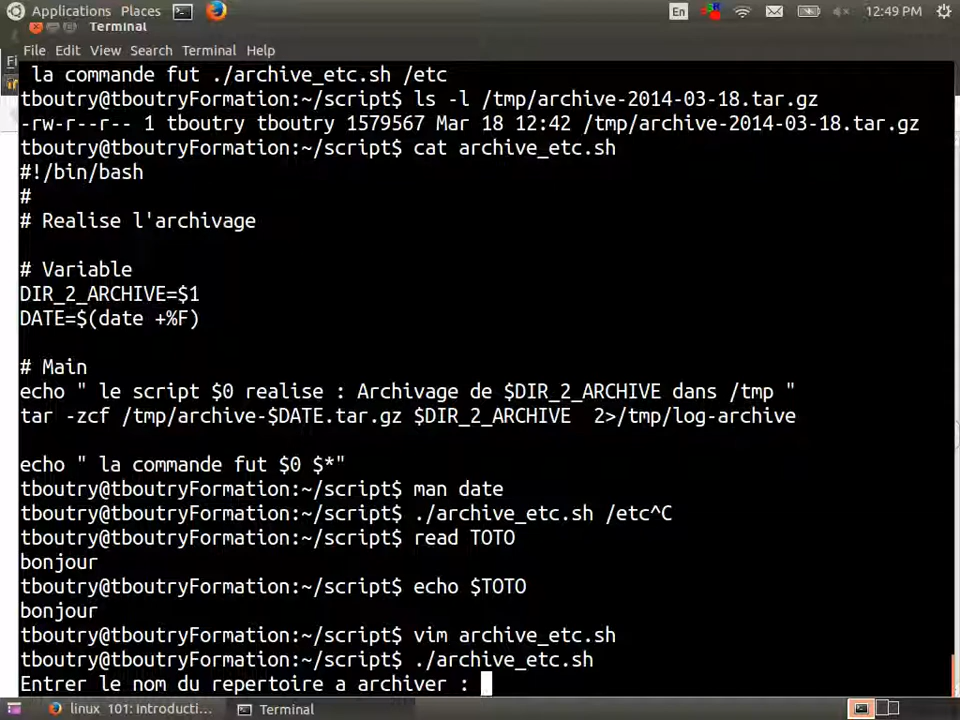 Applications Places
En
12:49 PM
Terminal
File Edit View Search Terminal Help
la commande fut ./archive_etc.sh /etc
tboutry@tboutryFormation:~/script$ ls -l /tmp/archive-2014-03-18.tar.gz
-rw-r--r-- 1 tboutry tboutry 1579567 Mar 18 12:42 /tmp/archive-2014-03-18.tar.gz
tboutry@tboutryFormation:~/script$ cat archive_etc.sh
#!/bin/bash
#
# Realise l'archivage
# Variable
DIR_2_ARCHIVE=$1
DATE=$(date +%F)
# Main
echo " le script $0 realise : Archivage de $DIR_2_ARCHIVE dans /tmp "
tar -zcf /tmp/archive-$DATE.tar.gz $DIR_2_ARCHIVE  2>/tmp/log-archive
echo " la commande fut $0 $*"
tboutry@tboutryFormation:~/script$ man date
tboutry@tboutryFormation:~/script$ ./archive_etc.sh /etc^C
tboutry@tboutryFormation:~/script$ read TOTO
bonjour
tboutry@tboutryFormation:~/script$ echo $TOTO
bonjour
tboutry@tboutryFormation:~/script$ vim archive_etc.sh
tboutry@tboutryFormation:~/script$ ./archive_etc.sh
Entrer le nom du repertoire a archiver :
linux 101: Introducti...
Terminal